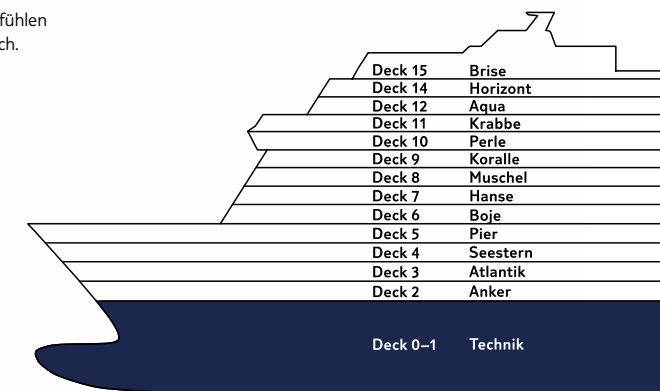 fühlen
ch.
Deck 15 Brise
Deck 14 Horizont
Deck 12 Aqua
Deck 11 Krabbe
Deck 10 Perle
Deck 9 Koralle
Deck 8 Muschel
Deck 7 Hanse
Deck 6 Boje
Deck 5 Pier
Deck 4 Seestern
Deck 3 Atlantik
Deck 2 Anker
Deck 0–1 Technik